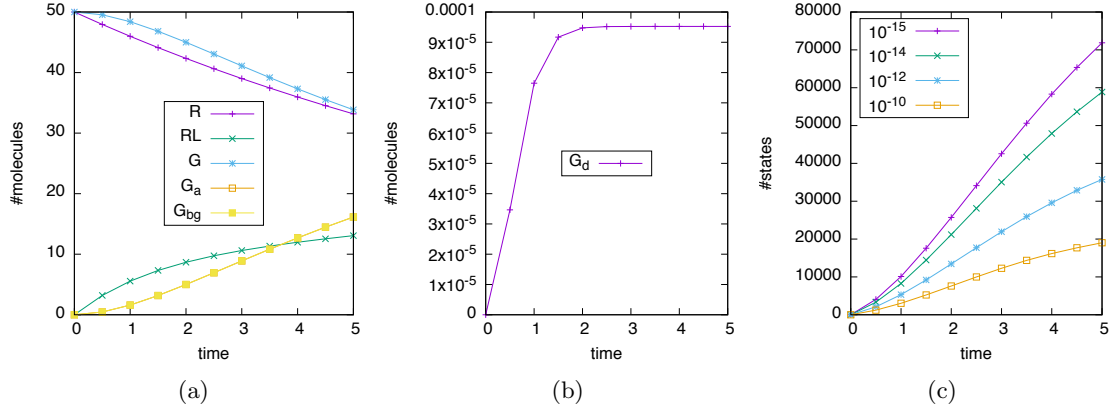 #molecules
50
40
30
20
10
0
R
RL
G
G_a
G_bg
0 1 2 3 4 5
time
(a)
#molecules
0.0001
9x10^-5
8x10^-5
7x10^-5
6x10^-5
5x10^-5
4x10^-5
3x10^-5
2x10^-5
1x10^-5
0
G_d
0 1 2 3 4 5
time
(b)
#states
80000
70000
60000
50000
40000
30000
20000
10000
0
10^-15
10^-14
10^-12
10^-10
0 1 2 3 4 5
time
(c)